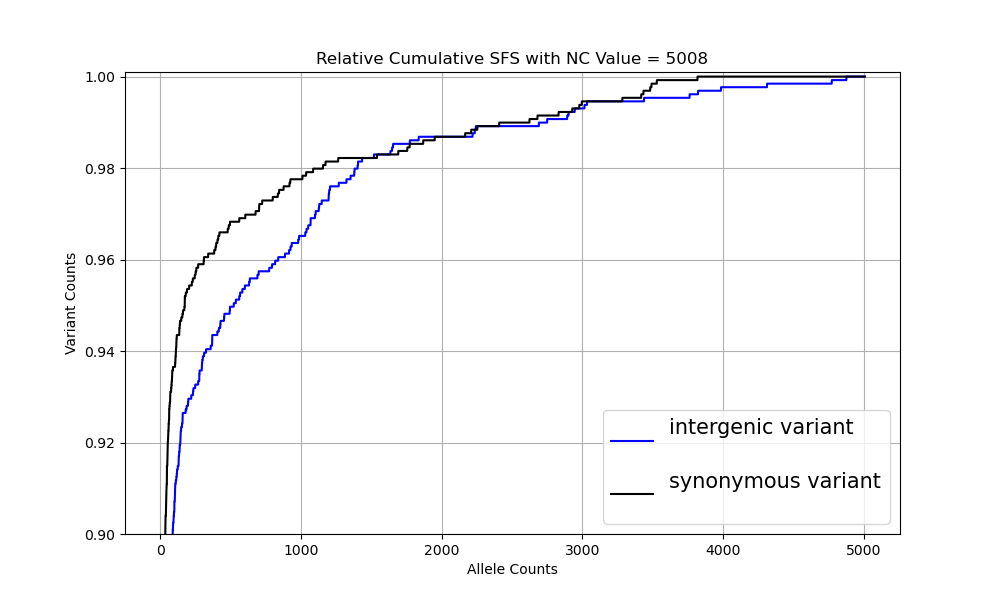 Relative Cumulative SFS with NC Value = 5008
Variant Counts
1.00
0.98
0.96
0.94
0.92
0.90
intergenic variant
synonymous variant
0 1000 2000 3000 4000 5000
Allele Counts